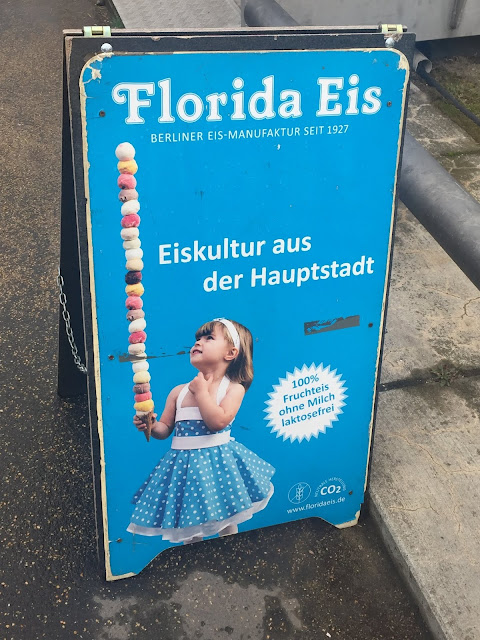 Florida Eis
BERLINER EIS-MANUFAKTUR SEIT 1927
Eiskultur aus
der Hauptstadt
100%
Fruchteis
ohne Milch
laktosefrei
CO2
www.floridaeis.de